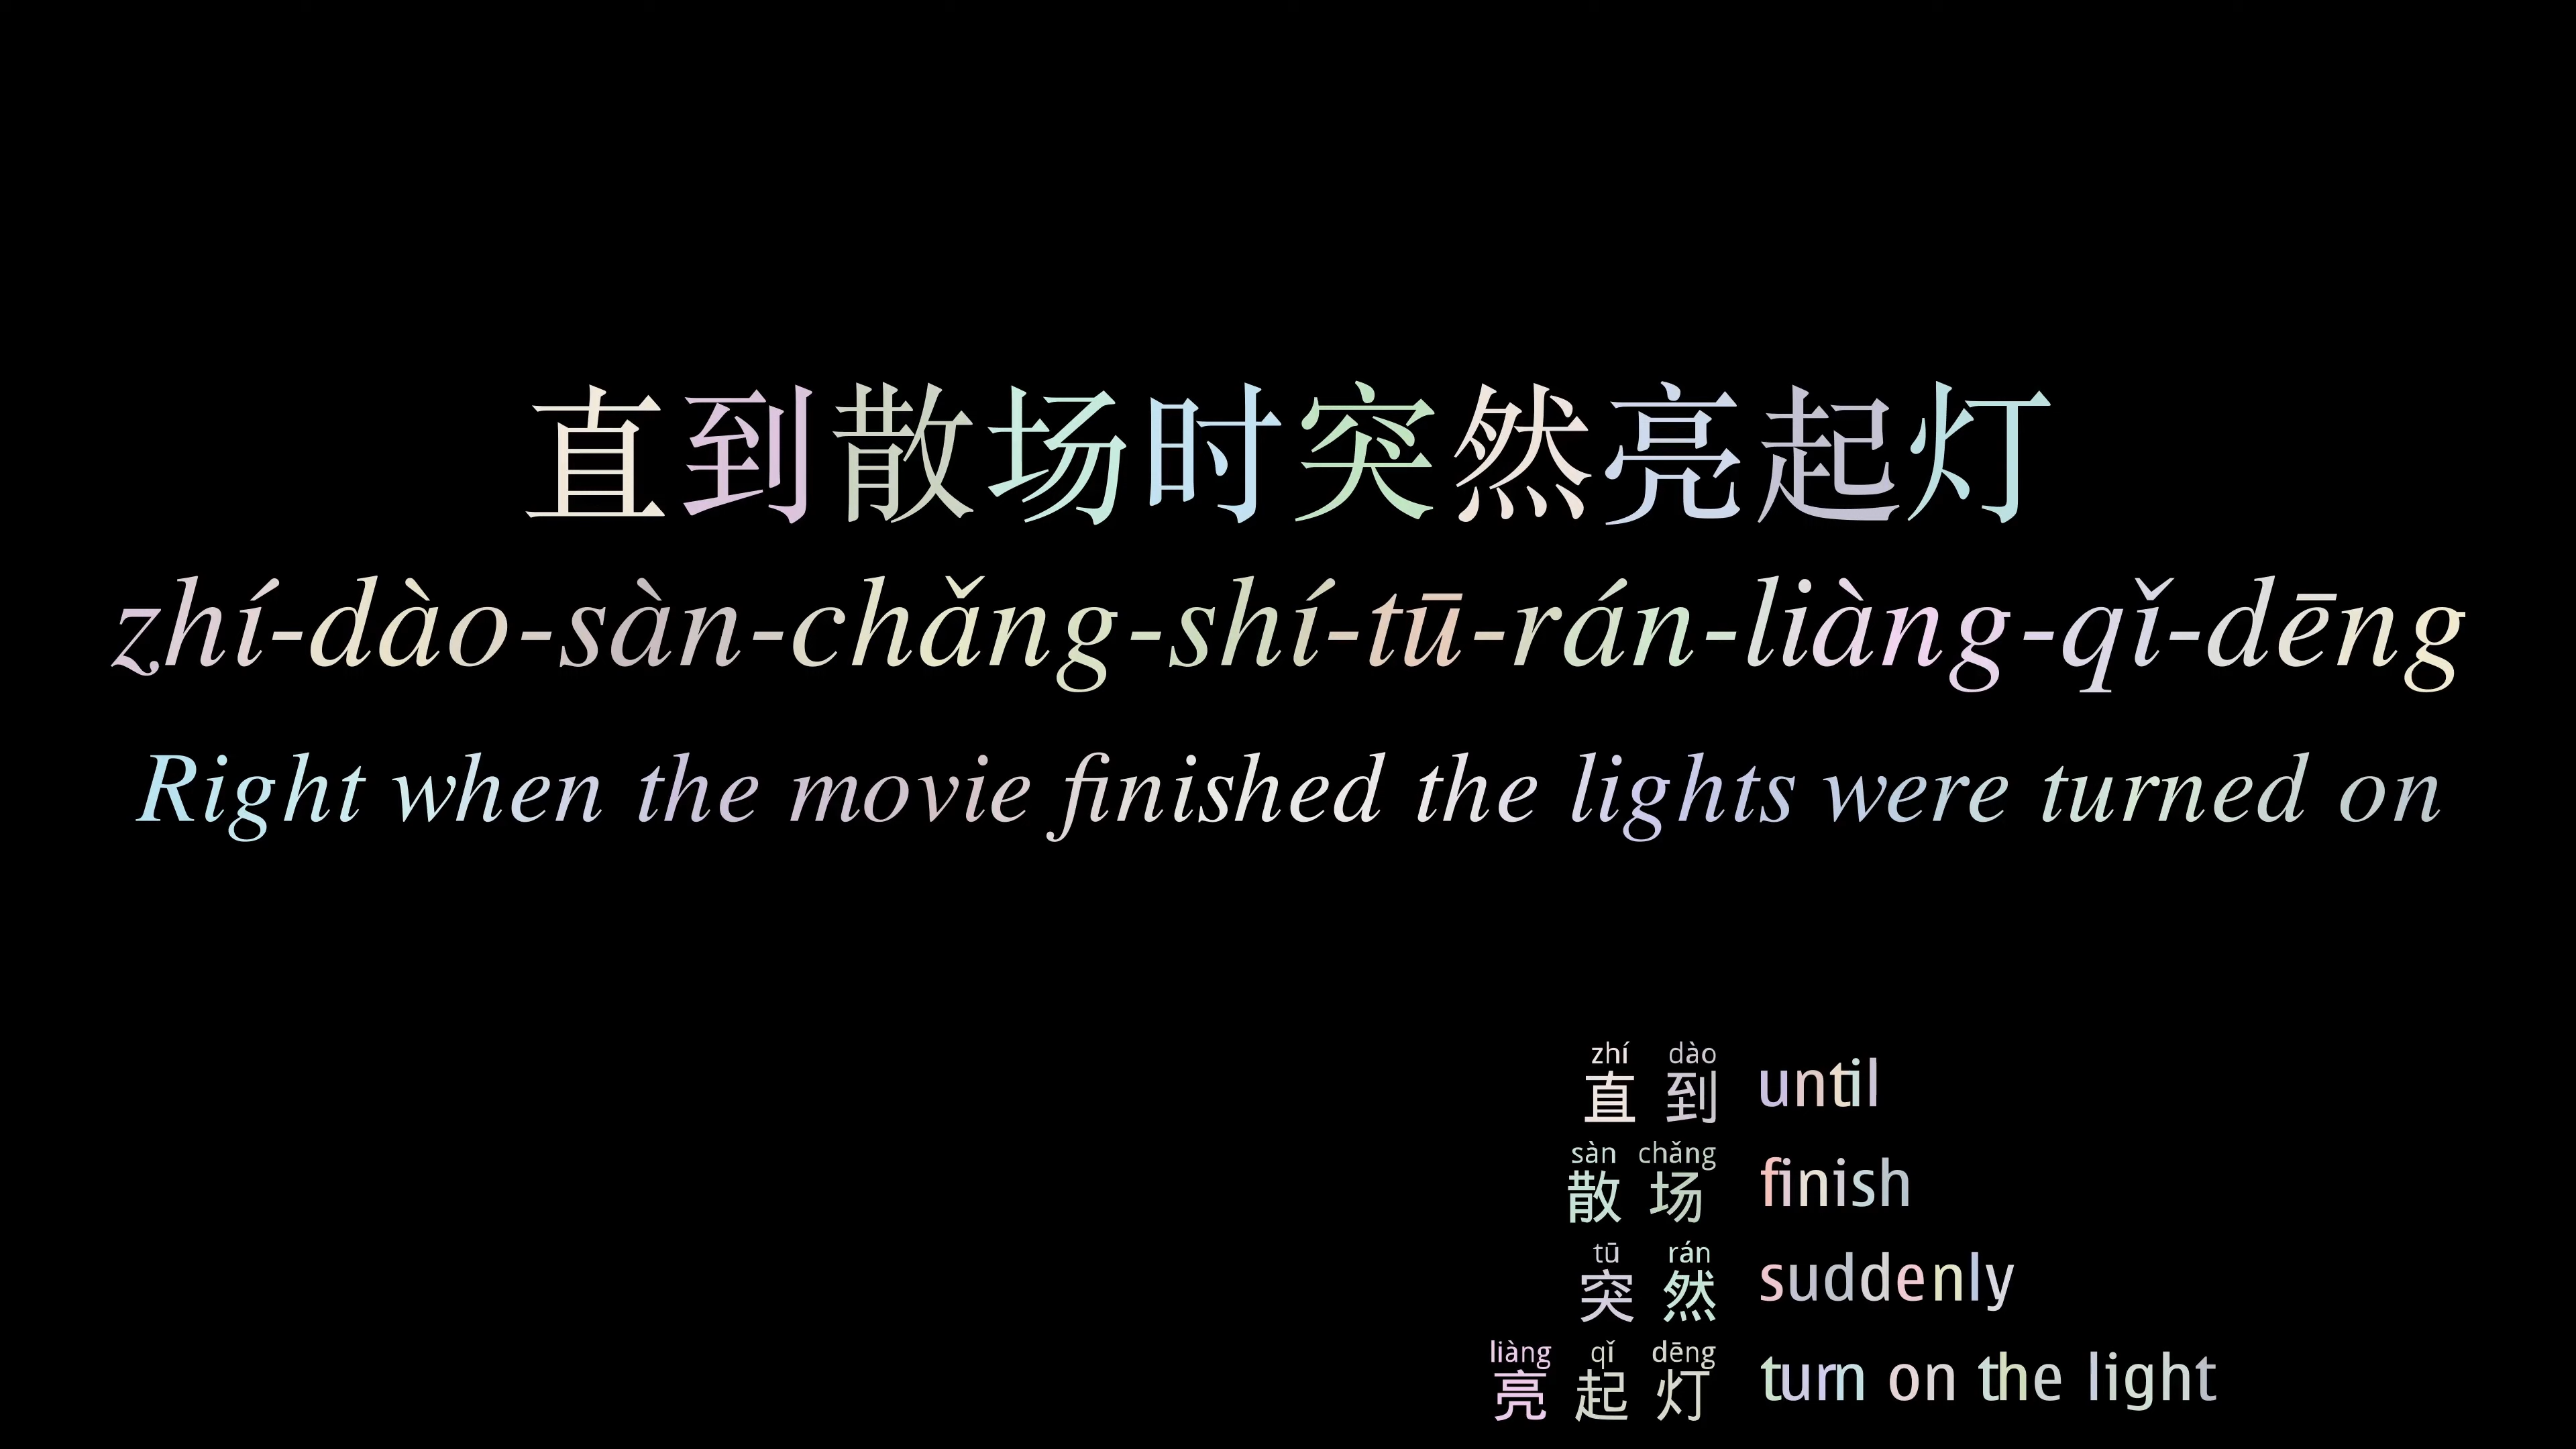 直到散场时突然亮起灯
zhí-dào-sàn-chǎng-shí-tū-rán-liàng-qǐ-dēng
Right when the movie finished the lights were turned on
zhí dào
直 到 until
sàn chǎng
散 场 finish
tū rán
突 然 suddenly
liàng qǐ dēng
亮 起 灯 turn on the light